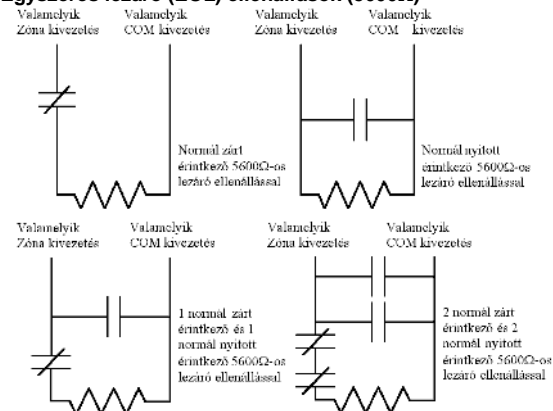 Egyszeres lezáró (EOL) ellenállások (5600Ω)
Valamelyik Zóna kivezetés
Valamelyik COM kivezetés
Normál zárt
érintkező 5600Ω-os
lezáró ellenállással
Valamelyik Zóna kivezetés
Valamelyik COM kivezetés
Normál nyitott
érintkező 5600Ω-os
lezáró ellenállással
Valamelyik Zóna kivezetés
Valamelyik COM kivezetés
1 normál zárt
érintkező és 1
normál nyitott
érintkező 5600Ω-os
lezáró ellenállással
Valamelyik Zóna kivezetés
Valamelyik COM kivezetés
2 normál zárt
érintkező és 2
normál nyitott
érintkező 5600Ω-os
lezáró ellenállással